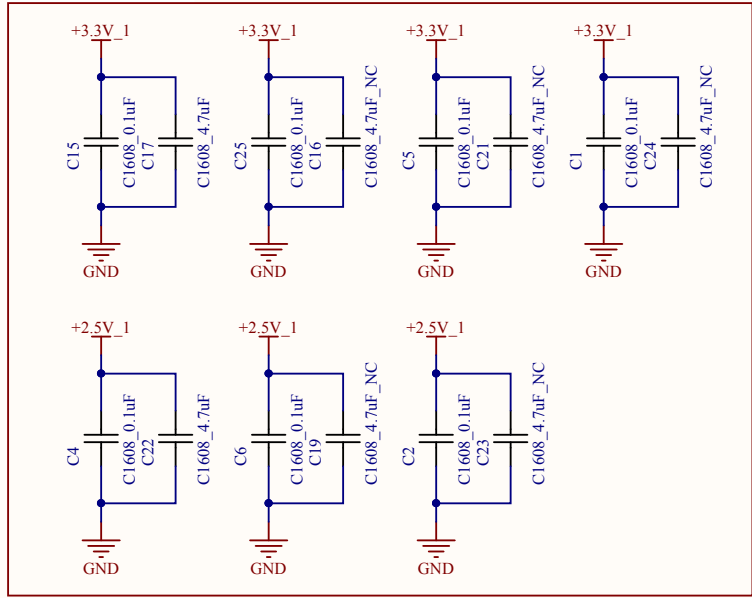 +3.3V_1
C15
C1608_0.1uF
C17
C1608_4.7uF
GND
+3.3V_1
C25
C1608_0.1uF
C16
C1608_4.7uF_NC
GND
+3.3V_1
C5
C1608_0.1uF
C21
C1608_4.7uF_NC
GND
+3.3V_1
C1
C1608_0.1uF
C24
C1608_4.7uF_NC
GND
+2.5V_1
C4
C1608_0.1uF
C22
C1608_4.7uF
GND
+2.5V_1
C6
C1608_0.1uF
C19
C1608_4.7uF_NC
GND
+2.5V_1
C2
C1608_0.1uF
C23
C1608_4.7uF_NC
GND